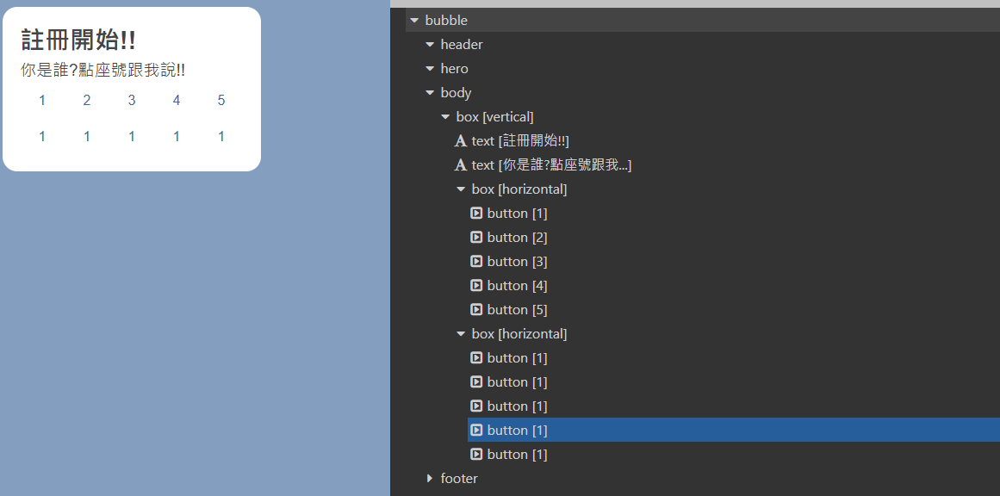 註冊開始!!
你是誰?點座號跟我說!!
1 2 3 4 5
1 1 1 1 1
bubble
header
hero
body
box [vertical]
A text [註冊開始!!]
A text [你是誰?點座號跟我...]
box [horizontal]
button [1]
button [2]
button [3]
button [4]
button [5]
box [horizontal]
button [1]
button [1]
button [1]
button [1]
button [1]
footer